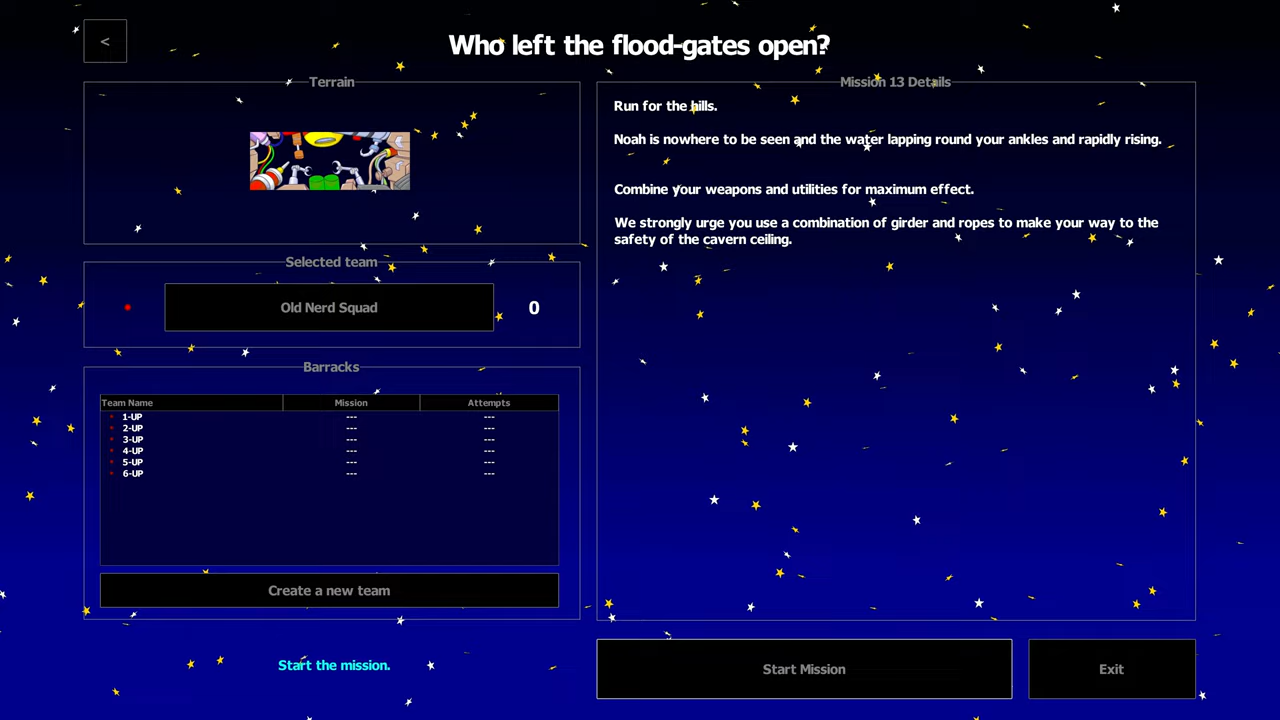 <
Who left the flood-gates open?
Terrain
Mission 13 Details
Run for the hills.
Noah is nowhere to be seen and the water lapping round your ankles and rapidly rising.
Combine your weapons and utilities for maximum effect.
We strongly urge you use a combination of girder and ropes to make your way to the
safety of the cavern ceiling.
Selected team
Old Nerd Squad 0
Barracks
Team Name Mission Attempts
1-UP --- ---
2-UP --- ---
3-UP --- ---
4-UP --- ---
5-UP --- ---
6-UP --- ---
Create a new team
Start the mission.
Start Mission
Exit